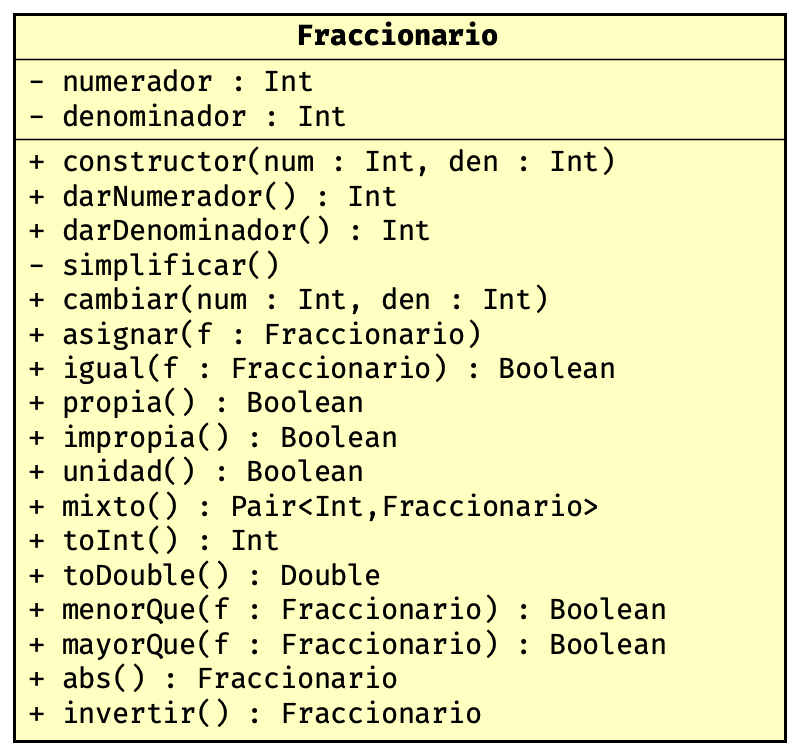 Fraccionario
- numerador : Int
- denominador : Int
+ constructor(num : Int, den : Int)
+ darNumerador() : Int
+ darDenominador() : Int
- simplificar()
+ cambiar(num : Int, den : Int)
+ asignar(f : Fraccionario)
+ igual(f : Fraccionario) : Boolean
+ propia() : Boolean
+ impropia() : Boolean
+ unidad() : Boolean
+ mixto() : Pair<Int,Fraccionario>
+ toInt() : Int
+ toDouble() : Double
+ menorQue(f : Fraccionario) : Boolean
+ mayorQue(f : Fraccionario) : Boolean
+ abs() : Fraccionario
+ invertir() : Fraccionario